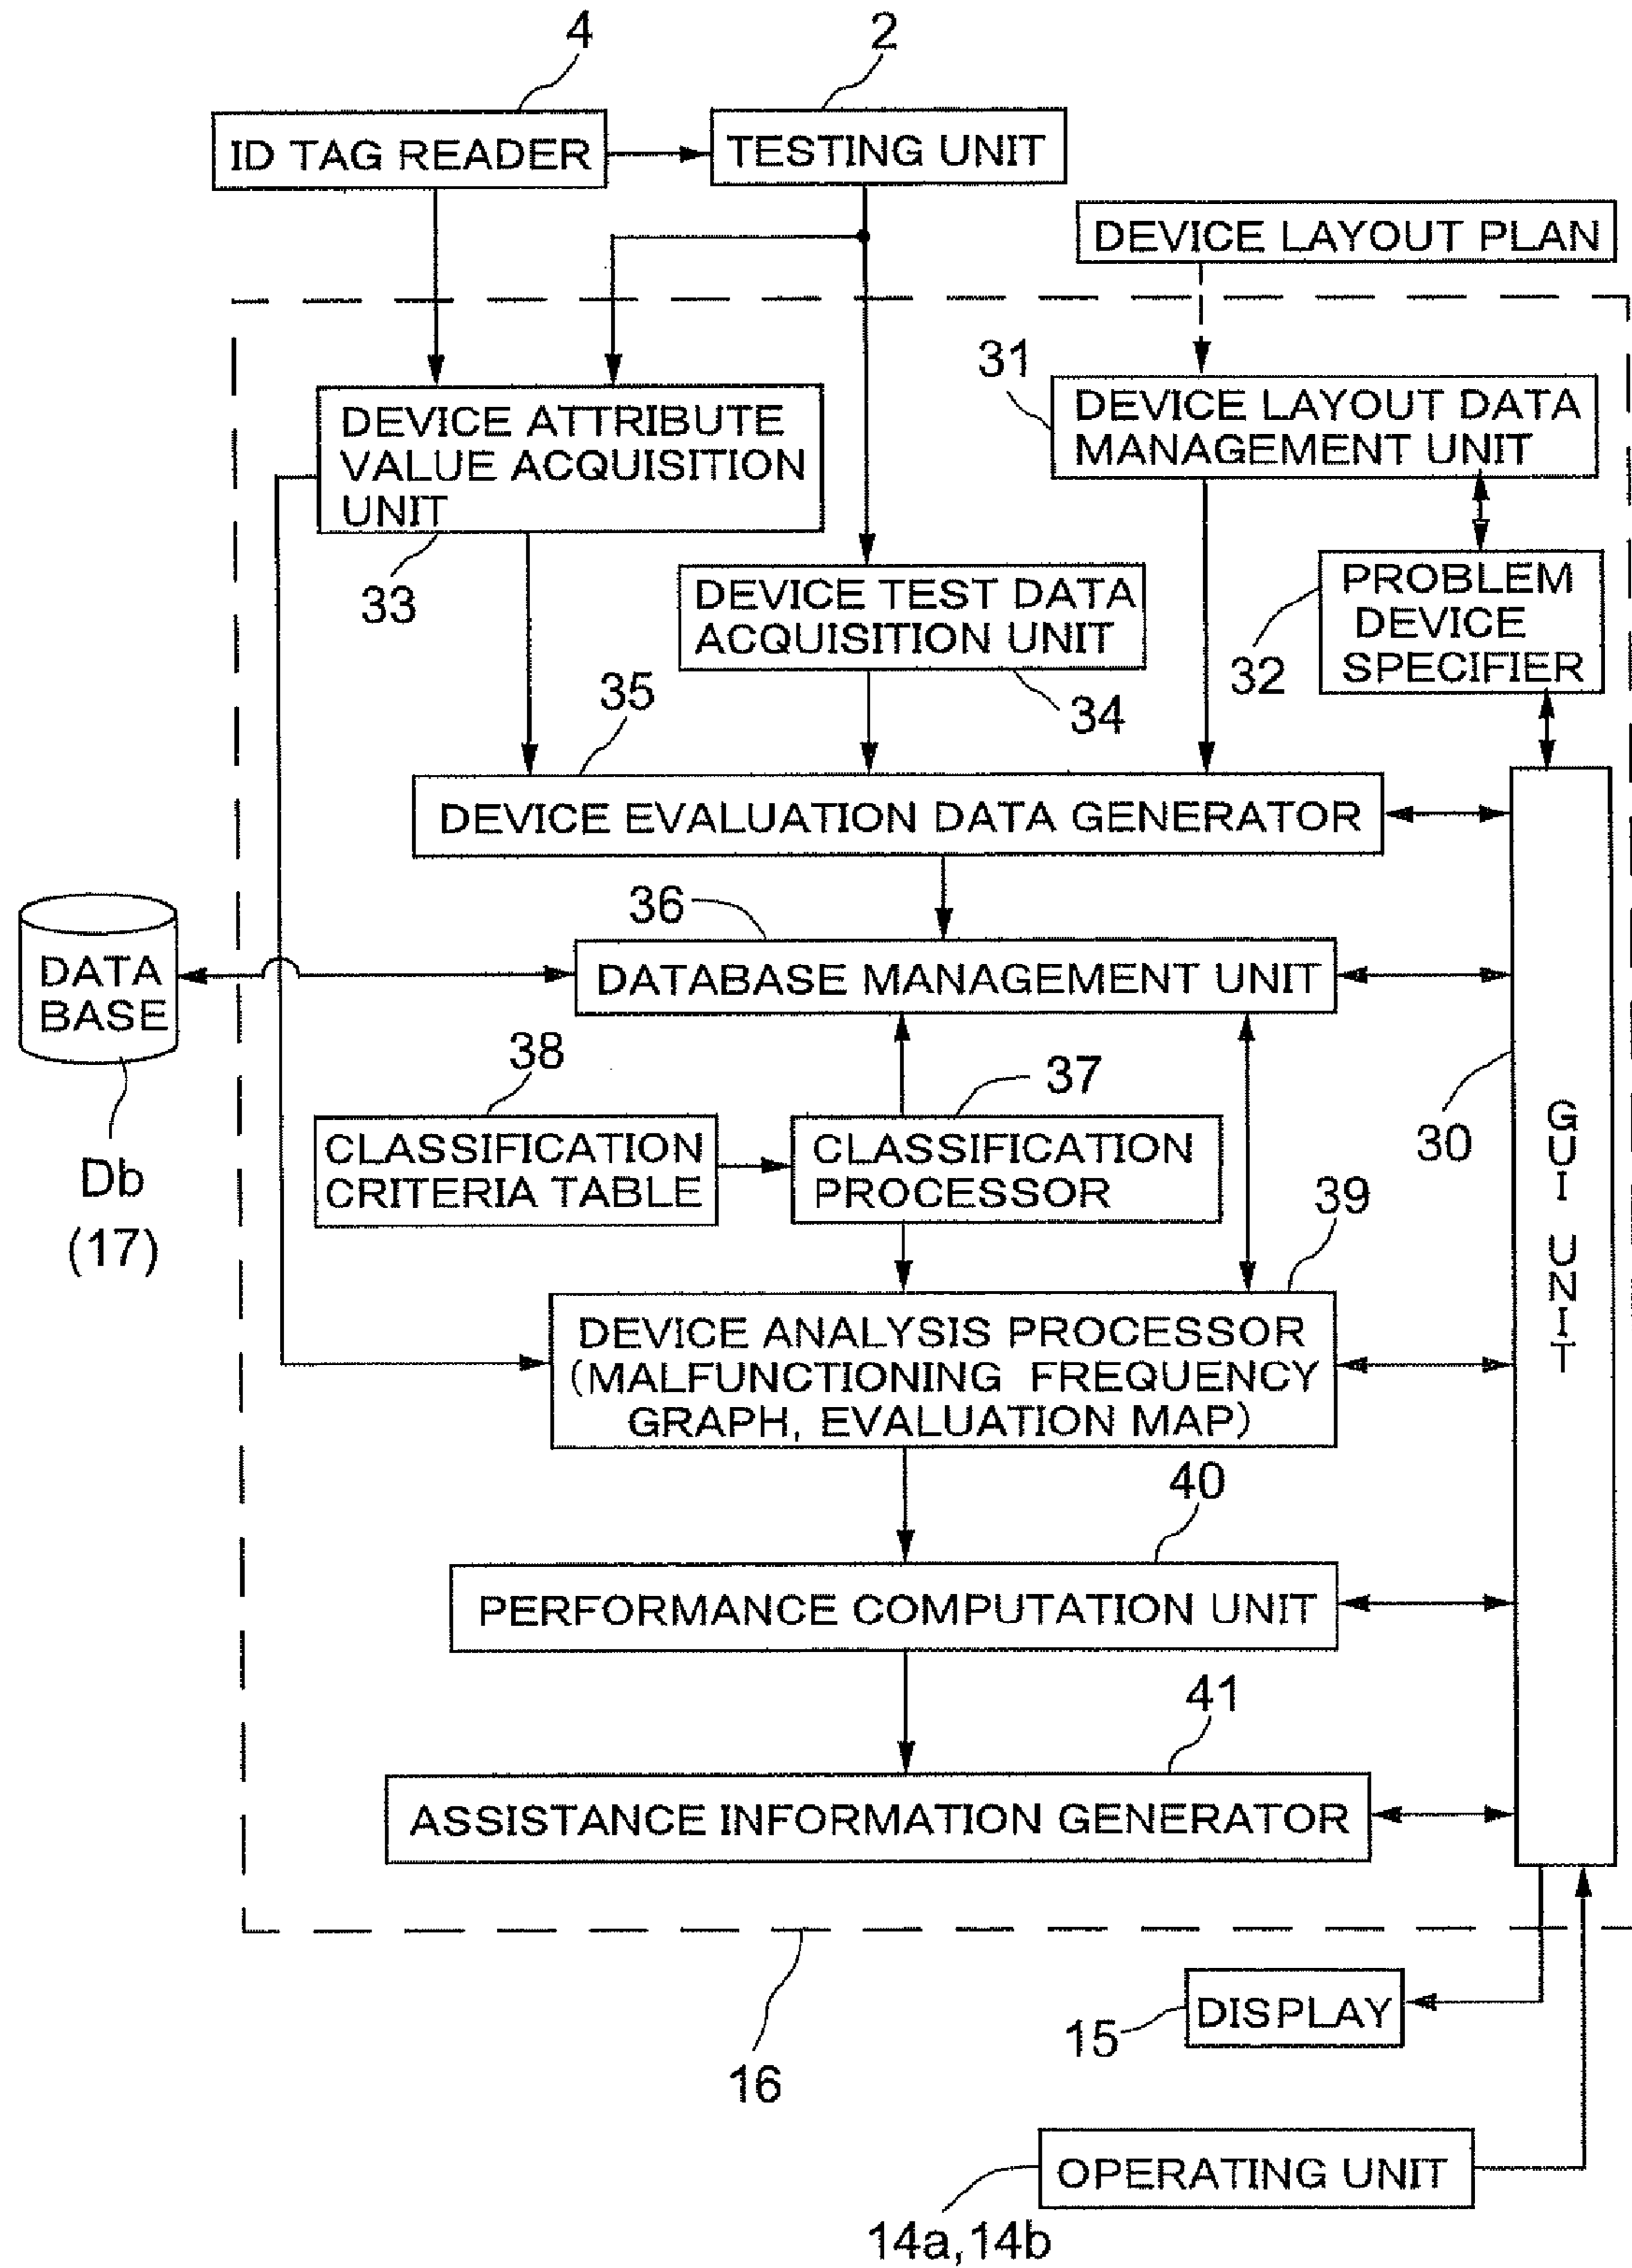 4
2
ID TAG READER
TESTING UNIT
DEVICE LAYOUT PLAN
31
DEVICE LAYOUT DATA
MANAGEMENT UNIT
DEVICE ATTRIBUTE
VALUE ACQUISITION
UNIT
33
DEVICE TEST DATA
ACQUISITION UNIT
34
PROBLEM
DEVICE
SPECIFIER
32
35
DEVICE EVALUATION DATA GENERATOR
36
DATABASE MANAGEMENT UNIT
DATA
BASE
Db
(17)
38
CLASSIFICATION
CRITERIA TABLE
37
CLASSIFICATION
PROCESSOR
30
GUI UNIT
39
DEVICE ANALYSIS PROCESSOR
(MALFUNCTIONING FREQUENCY
GRAPH, EVALUATION MAP)
40
PERFORMANCE COMPUTATION UNIT
41
ASSISTANCE INFORMATION GENERATOR
16
15
DISPLAY
OPERATING UNIT
14a,14b